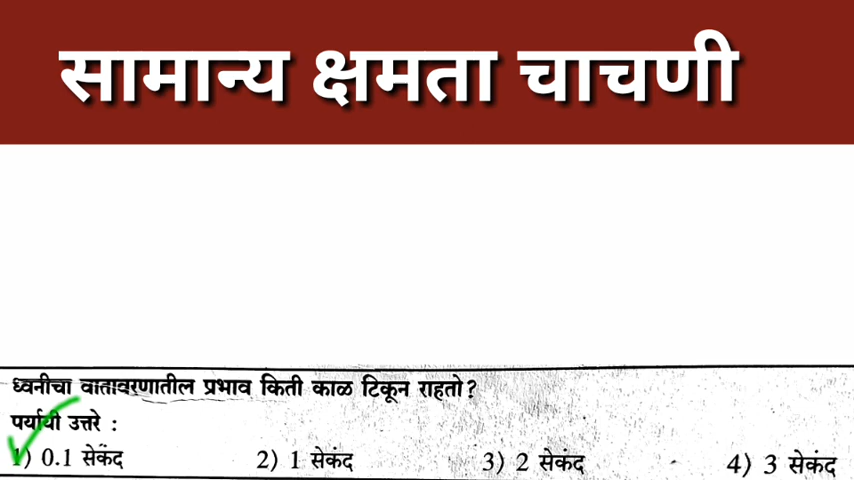 सामान्य क्षमता चाचणी
ध्वनीचा वातावरणातील प्रभाव किती काळ टिकून राहतो?
पर्यायी उत्तरे :
1) 0.1 सेकंद 2) 1 सेकंद 3) 2 सेकंद 4) 3 सेकंद